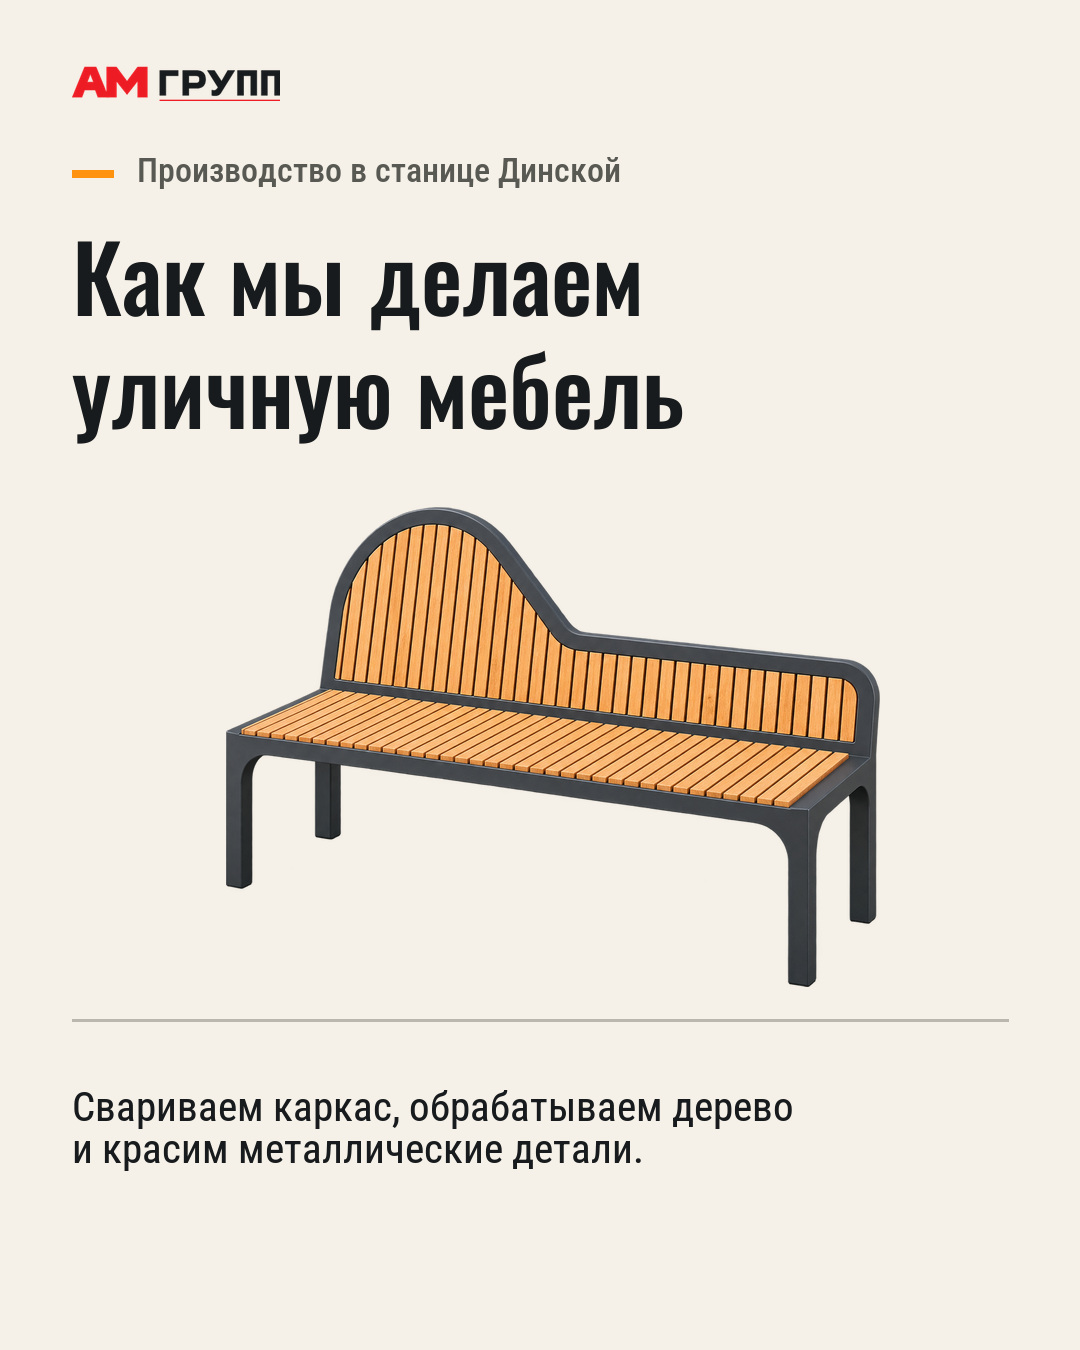 АМ ГРУПП
Производство в станице Динской
Как мы делаем
уличную мебель
Свариваем каркас, обрабатываем дерево
и красим металлические детали.